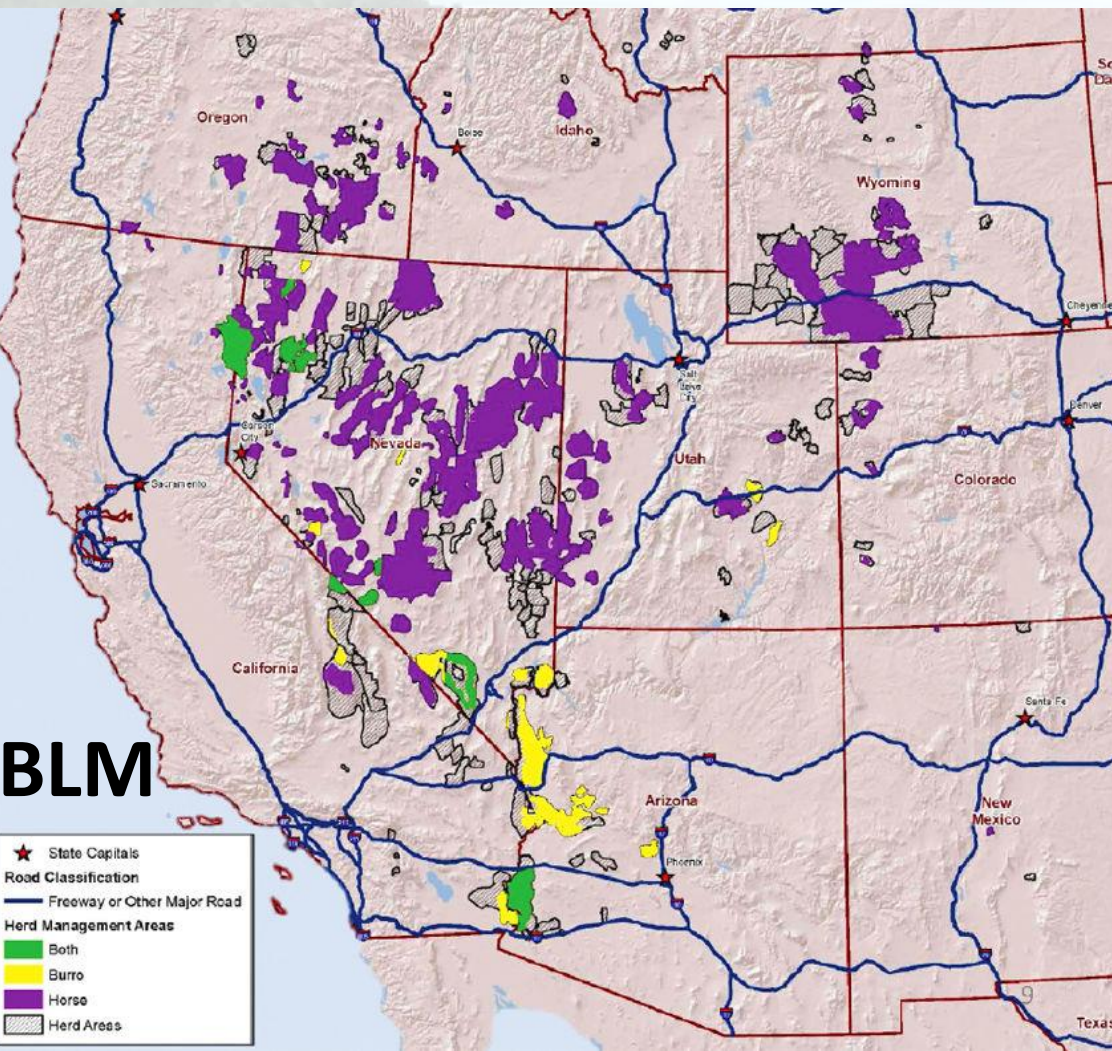 Oregon
Boise
Idaho
Wyoming
Cheyenne
Salt
Lake
City
Carson
City
Nevada
Sacramento
Utah
Denver
Colorado
California
Santa Fe
BLM
Arizona
New
Mexico
Phoenix
State Capitals
Road Classification
Freeway or Other Major Road
Herd Management Areas
Both
Burro
Horse
Herd Areas
9
Texas